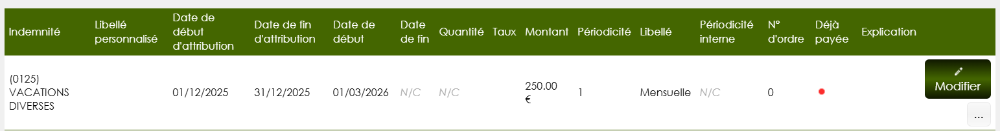 Indemnité
Libellé
personnalisé
Date de
début
d'attribution
Date de fin
d'attribution
Date de
début
Date
de fin
Quantité
Taux
Montant
Périodicité
Libellé
Périodicité
interne
N°
d'ordre
Déjà
payée
Explication
(0125)
VACATIONS
DIVERSES
01/12/2025
31/12/2025
01/03/2026
N/C
N/C
250.00
€
1
Mensuelle
N/C
0
Modifier
...